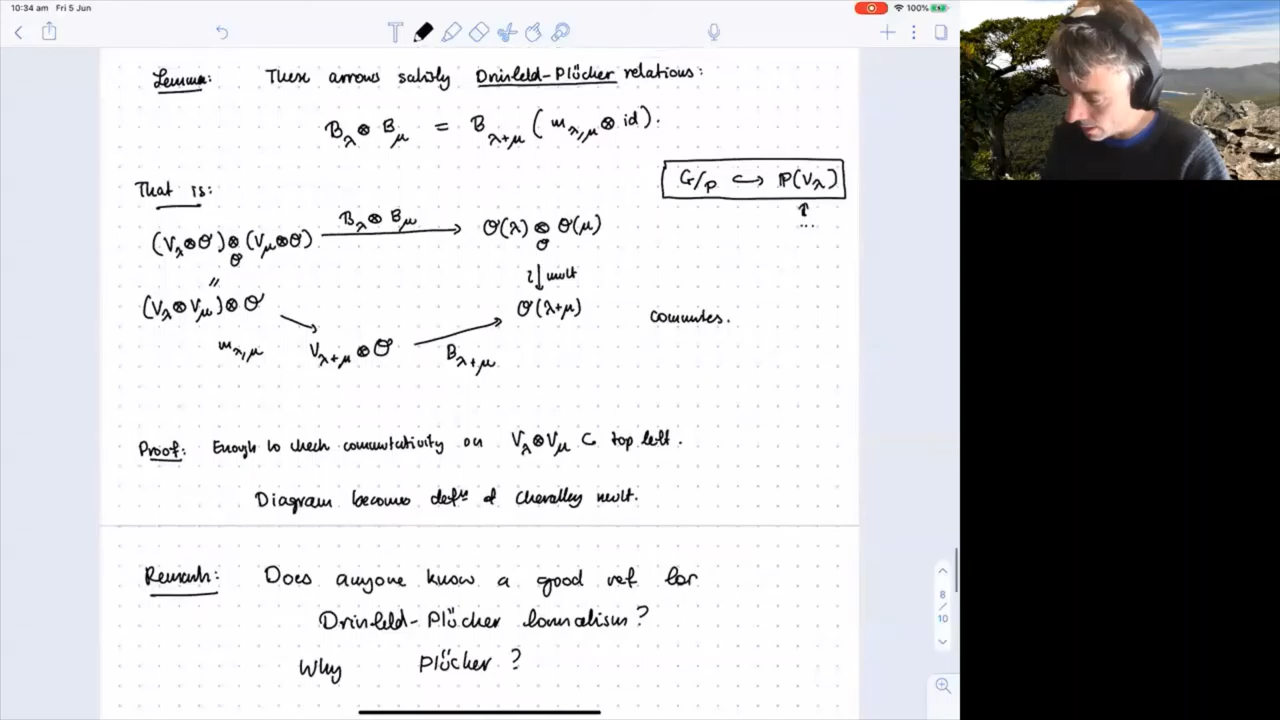 10:34 am Fri 5 Jun
100%
Lemma: These arrows satisfy Drinfeld-Plücker relations:
B_λ ⊗ B_μ = B_{λ+μ} (m_{λ,μ} ⊗ id).
G/P ↪ P(V_λ)
↑
...
That is:
(V_λ⊗O) ⊗_O (V_μ⊗O) —B_λ⊗B_μ→ O(λ) ⊗_O O(μ)
=
(V_λ⊗V_μ)⊗O
≀↓ mult
O(λ+μ)
commutes.
m_{λ,μ}
V_{λ+μ} ⊗ O
B_{λ+μ}
Proof: Enough to check commutativity on V_λ⊗V_μ ⊂ top left.
Diagram becomes defⁿ of Chevalley mult.
Remark: Does anyone know a good ref for
Drinfeld-Plücker formalism?
Why Plücker?
8
/
10